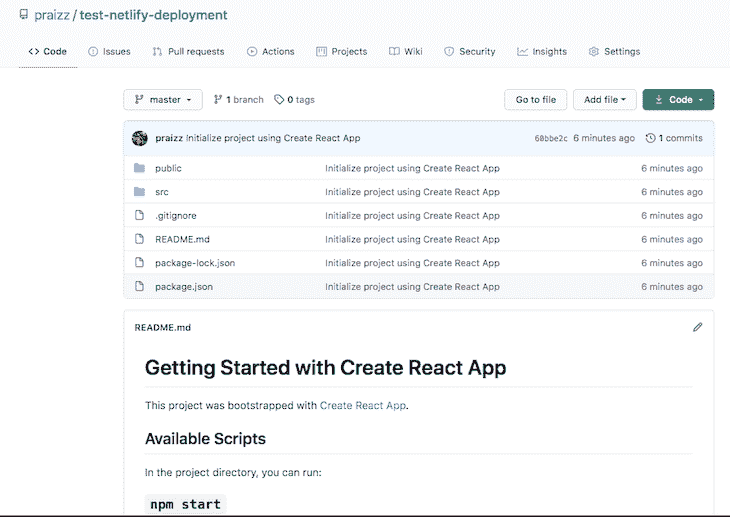 praizz / test-netlify-deployment
Code Issues Pull requests Actions Projects Wiki Security Insights Settings
master 1 branch 0 tags Go to file Add file Code
praizz Initialize project using Create React App 60bbe2c 6 minutes ago 1 commits
public Initialize project using Create React App 6 minutes ago
src Initialize project using Create React App 6 minutes ago
.gitignore Initialize project using Create React App 6 minutes ago
README.md Initialize project using Create React App 6 minutes ago
package-lock.json Initialize project using Create React App 6 minutes ago
package.json Initialize project using Create React App 6 minutes ago
README.md
Getting Started with Create React App
This project was bootstrapped with Create React App.
Available Scripts
In the project directory, you can run:
npm start